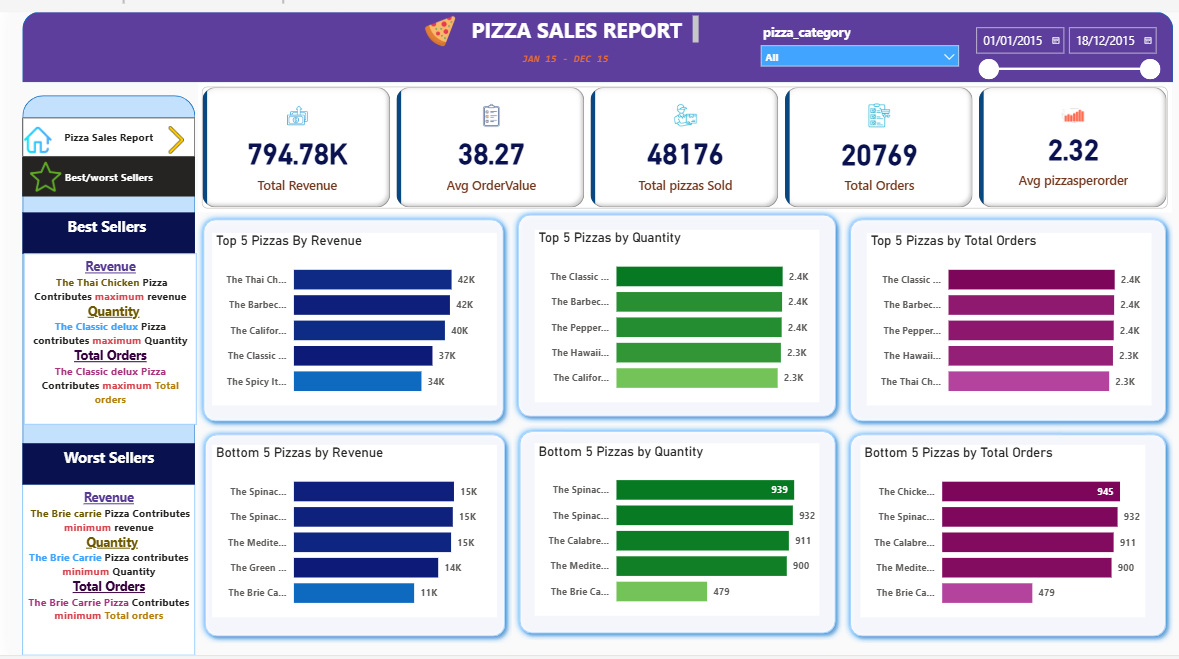 PIZZA SALES REPORT
JAN 15 - DEC 15
pizza_category
All
01/01/2015
18/12/2015
Pizza Sales Report
Best/worst Sellers
794.78K
Total Revenue
38.27
Avg OrderValue
48176
Total pizzas Sold
20769
Total Orders
2.32
Avg pizzasperorder
Best Sellers
Revenue
The Thai Chicken Pizza
Contributes maximum revenue
Quantity
The Classic delux Pizza
contributes maximum Quantity
Total Orders
The Classic delux Pizza
Contributes maximum Total
orders
Worst Sellers
Revenue
The Brie carrie Pizza Contributes
minimum revenue
Quantity
The Brie Carrie Pizza contributes
minimum Quantity
Total Orders
The Brie Carrie Pizza Contributes
minimum Total orders
Top 5 Pizzas By Revenue
The Thai Ch... 42K
The Barbec... 42K
The Califor... 40K
The Classic ... 37K
The Spicy It... 34K
Top 5 Pizzas by Quantity
The Classic ... 2.4K
The Barbec... 2.4K
The Pepper... 2.4K
The Hawaii... 2.3K
The Califor... 2.3K
Top 5 Pizzas by Total Orders
The Classic ... 2.4K
The Barbec... 2.4K
The Pepper... 2.4K
The Hawaii... 2.3K
The Thai Ch... 2.3K
Bottom 5 Pizzas by Revenue
The Spinac... 15K
The Spinac... 15K
The Medite... 15K
The Green ... 14K
The Brie Ca... 11K
Bottom 5 Pizzas by Quantity
The Spinac... 939
The Spinac... 932
The Calabre... 911
The Medite... 900
The Brie Ca... 479
Bottom 5 Pizzas by Total Orders
The Chicke... 945
The Spinac... 932
The Calabre... 911
The Medite... 900
The Brie Ca... 479